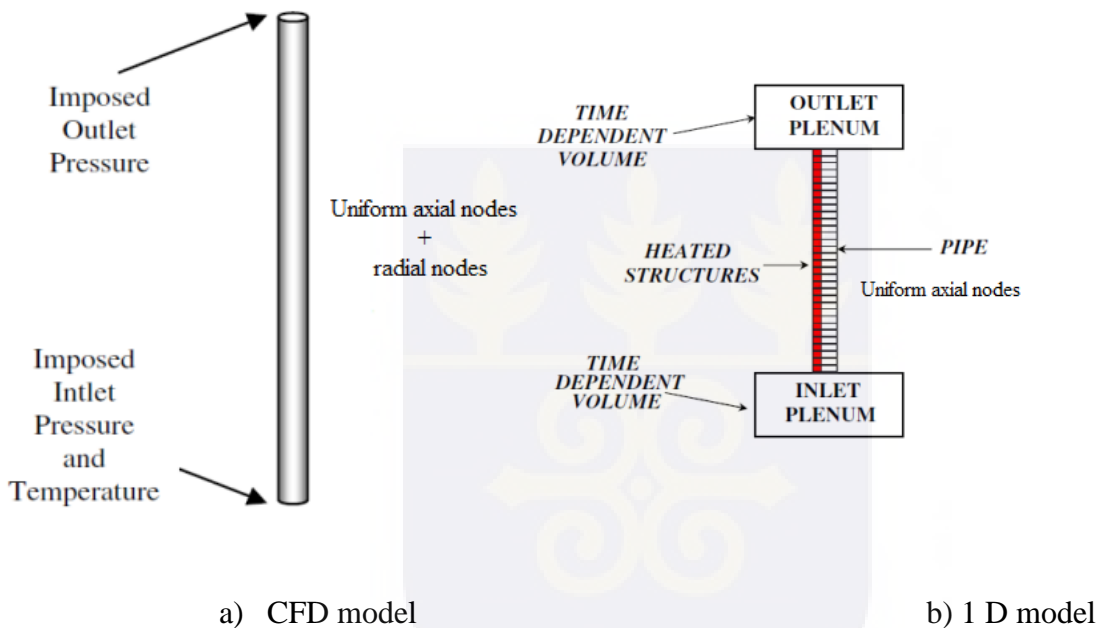 Imposed
Outlet
Pressure
Imposed
Intlet
Pressure
and
Temperature
Uniform axial nodes
+
radial nodes
a) CFD model
OUTLET
PLENUM
TIME
DEPENDENT
VOLUME
HEATED
STRUCTURES
PIPE
Uniform axial nodes
TIME
DEPENDENT
VOLUME
INLET
PLENUM
b) 1 D model